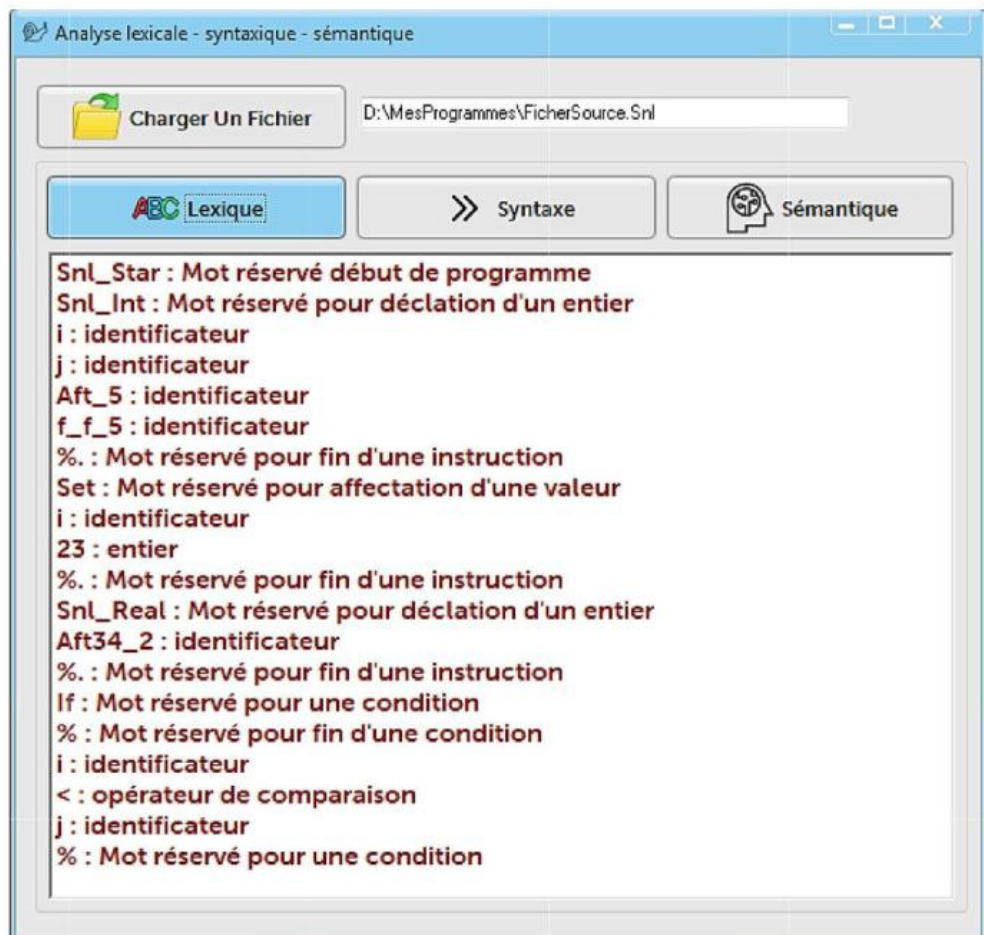 Analyse lexicale - syntaxique - sémantique
Charger Un Fichier D:\MesProgrammes\FicherSource.Snl
ABC Lexique Syntaxe Sémantique
Snl_Star : Mot réservé début de programme
Snl_Int : Mot réservé pour déclation d'un entier
i : identificateur
j : identificateur
Aft_5 : identificateur
f_f_5 : identificateur
%. : Mot réservé pour fin d'une instruction
Set : Mot réservé pour affectation d'une valeur
i : identificateur
23 : entier
%. : Mot réservé pour fin d'une instruction
Snl_Real : Mot réservé pour déclation d'un entier
Aft34_2 : identificateur
%. : Mot réservé pour fin d'une instruction
If : Mot réservé pour une condition
% : Mot réservé pour fin d'une condition
i : identificateur
< : opérateur de comparaison
j : identificateur
% : Mot réservé pour une condition